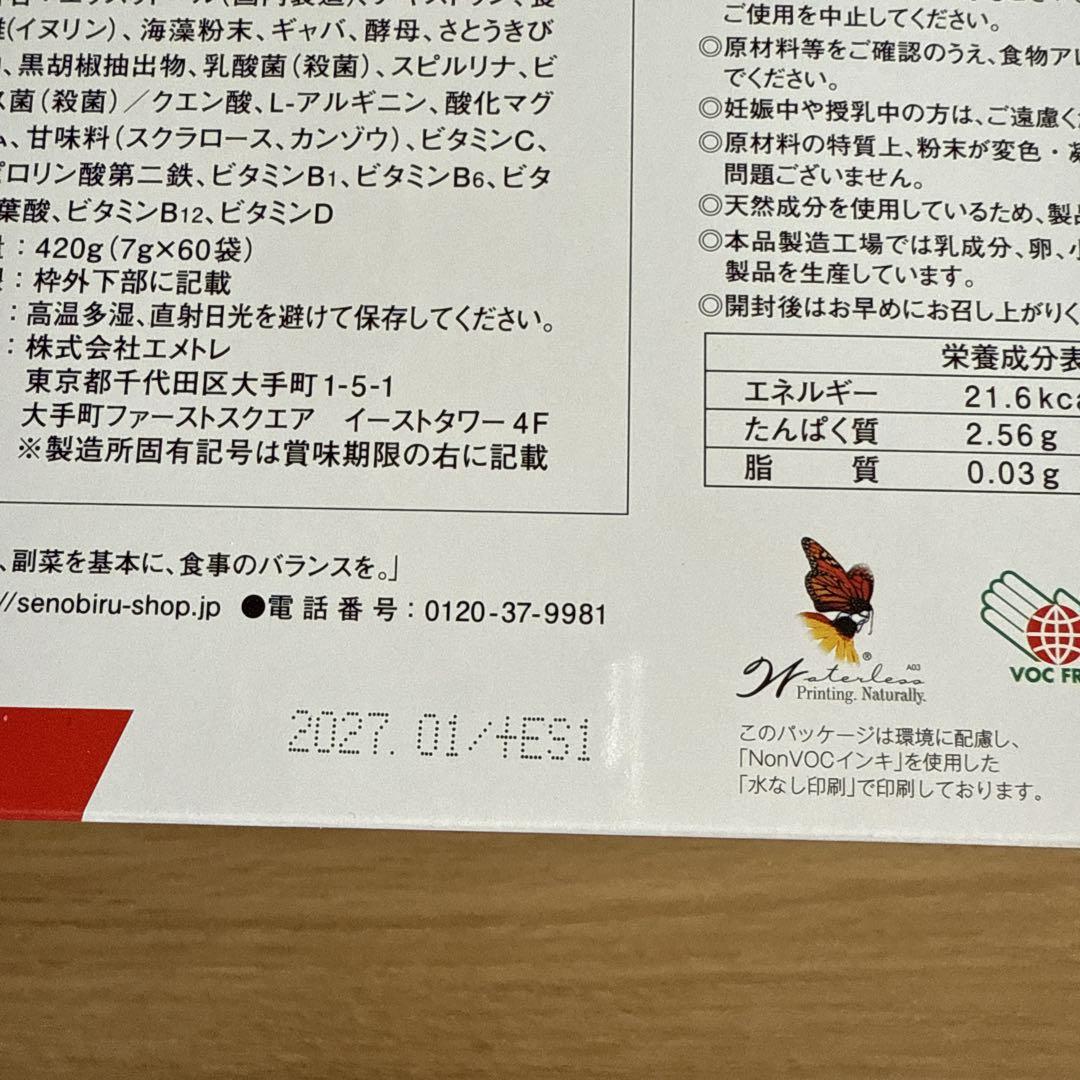 (イヌリン)、海藻粉末、ギャバ、酵母、さとうきび
、黒胡椒抽出物、乳酸菌(殺菌)、スピルリナ、ビ
ス菌(殺菌)／クエン酸、L-アルギニン、酸化マグ
ム、甘味料(スクラロース、カンゾウ)、ビタミンC、
ピロリン酸第二鉄、ビタミンB1、ビタミンB6、ビタ
葉酸、ビタミンB12、ビタミンD
：420g(7g×60袋)
：枠外下部に記載
：高温多湿、直射日光を避けて保存してください。
：株式会社エメトレ
東京都千代田区大手町1-5-1
大手町ファーストスクエア　イーストタワー4F
※製造所固有記号は賞味期限の右に記載
、副菜を基本に、食事のバランスを。」
//senobiru-shop.jp ●電話番号：0120-37-9981
2027.01/4ES1
ご使用を中止してください。
◎原材料等をご確認のうえ、食物アレ
でください。
◎妊娠中や授乳中の方は、ご遠慮く
◎原材料の特質上、粉末が変色・凝
問題ございません。
◎天然成分を使用しているため、製品
◎本品製造工場では乳成分、卵、小
製品を生産しています。
◎開封後はお早めにお召し上がりく
栄養成分表
エネルギー 21.6kca
たんぱく質 2.56g
脂質 0.03g
Waterless
A03
®
Printing. Naturally.
VOC FR
このパッケージは環境に配慮し、
「NonVOCインキ」を使用した
「水なし印刷」で印刷しております。